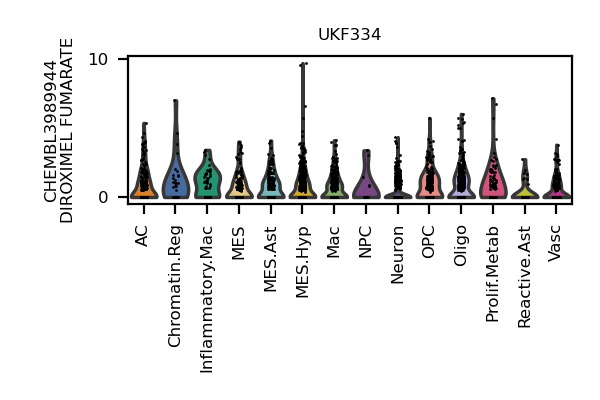 UKF334
CHEMBL3989944
DIROXIMEL FUMARATE
10
0
AC
Chromatin.Reg
Inflammatory.Mac
MES
MES.Ast
MES.Hyp
Mac
NPC
Neuron
OPC
Oligo
Prolif.Metab
Reactive.Ast
Vasc